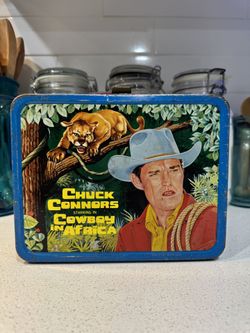 CHUCK
CONNORS
STARRING IN
COWBOY
IN AFRICA